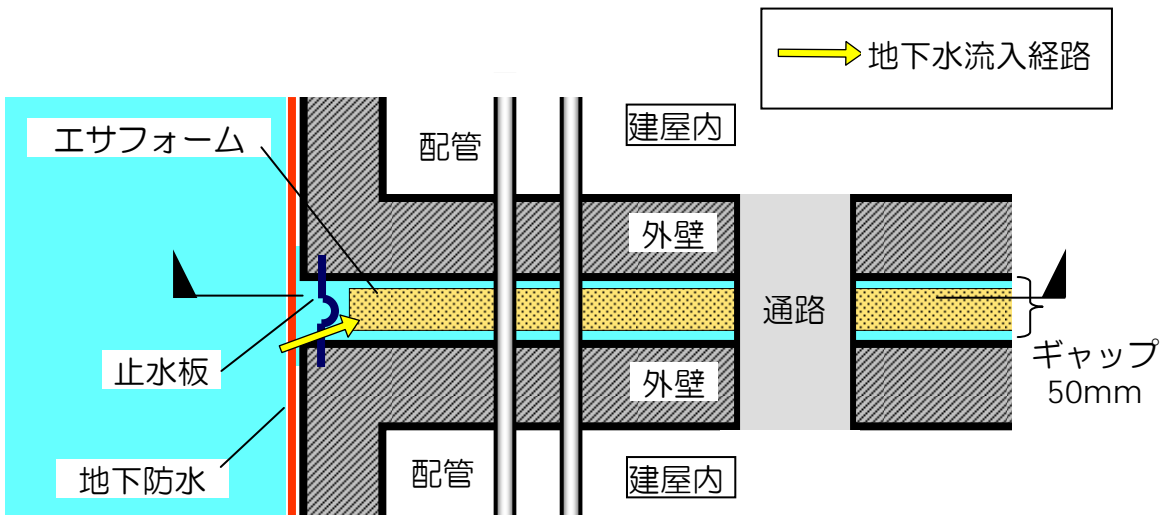 地下水流入経路
エサフォーム
配管
建屋内
外壁
通路
止水板
外壁
ギャップ
50mm
地下防水
配管
建屋内